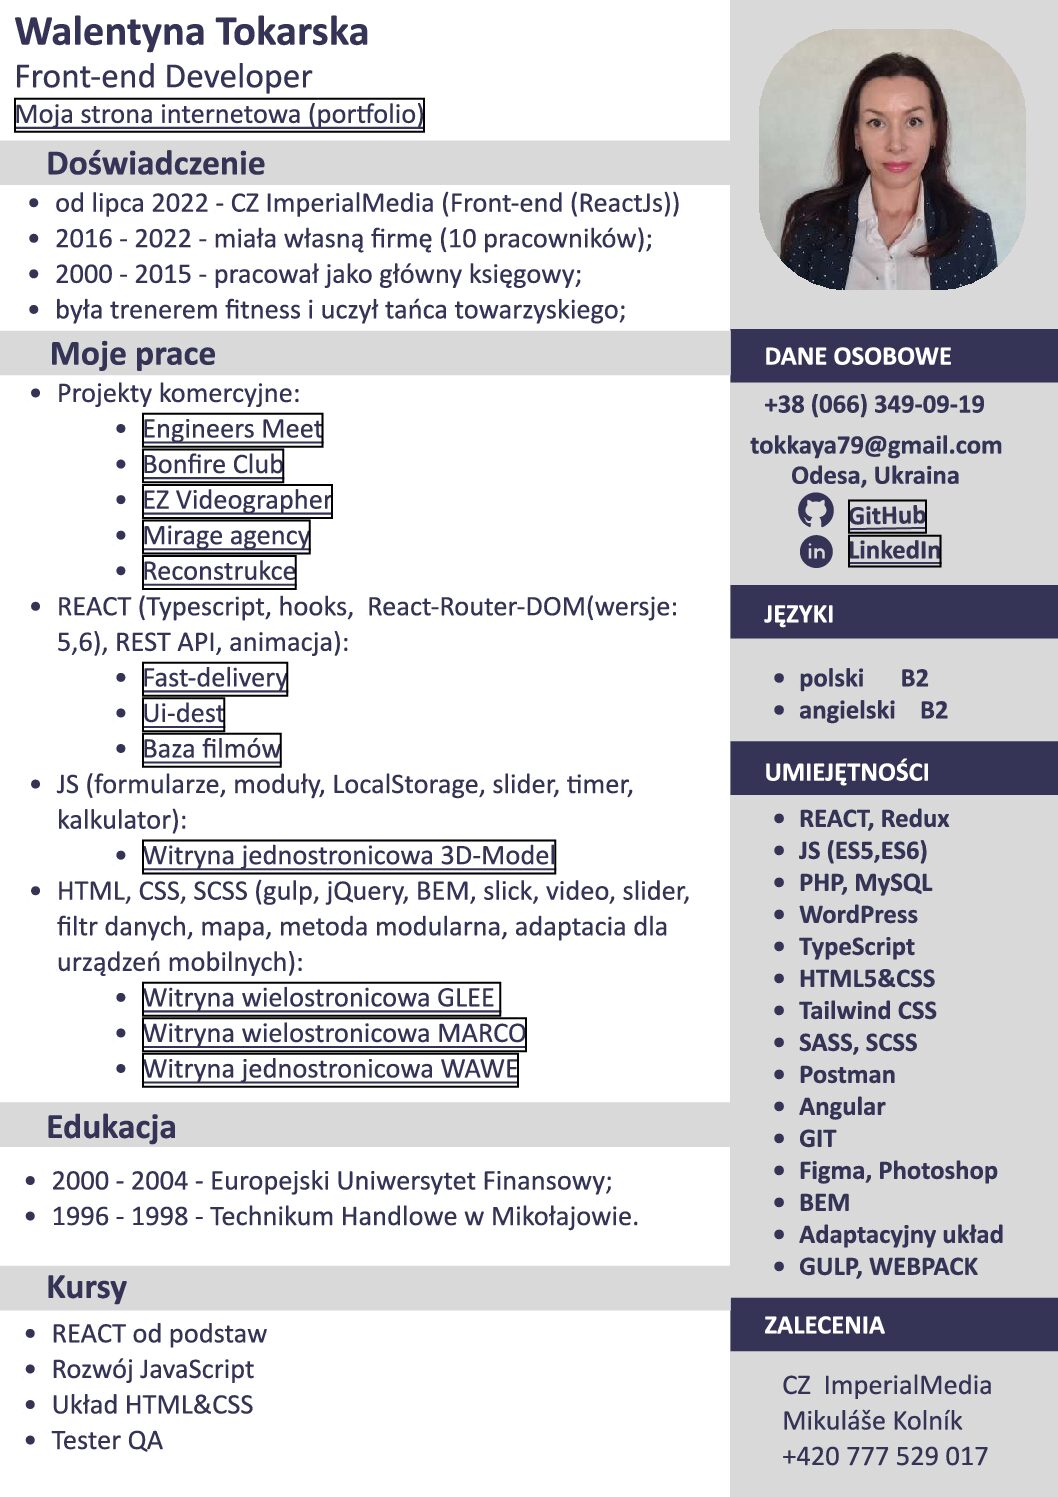 Walentyna Tokarska
Front-end Developer
Moja strona internetowa (portfolio)
Doświadczenie
• od lipca 2022 - CZ ImperialMedia (Front-end (ReactJs))
• 2016 - 2022 - miała własną firmę (10 pracowników);
• 2000 - 2015 - pracował jako główny księgowy;
• była trenerem fitness i uczył tańca towarzyskiego;
Moje prace
• Projekty komercyjne:
• Engineers Meet
• Bonfire Club
• EZ Videographer
• Mirage agency
• Reconstrukce
• REACT (Typescript, hooks, React-Router-DOM(wersje:
5,6), REST API, animacja):
• Fast-delivery
• Ui-dest
• Baza filmów
• JS (formularze, moduły, LocalStorage, slider, timer,
kalkulator):
• Witryna jednostronicowa 3D-Model
• HTML, CSS, SCSS (gulp, jQuery, BEM, slick, video, slider,
filtr danych, mapa, metoda modularna, adaptacia dla
urządzeń mobilnych):
• Witryna wielostronicowa GLEE
• Witryna wielostronicowa MARCO
• Witryna jednostronicowa WAWE
Edukacja
• 2000 - 2004 - Europejski Uniwersytet Finansowy;
• 1996 - 1998 - Technikum Handlowe w Mikołajowie.
Kursy
• REACT od podstaw
• Rozwój JavaScript
• Układ HTML&CSS
• Tester QA
DANE OSOBOWE
+38 (066) 349-09-19
tokkaya79@gmail.com
Odesa, Ukraina
GitHub
in LinkedIn
JĘZYKI
• polski B2
• angielski B2
UMIEJĘTNOŚCI
• REACT, Redux
• JS (ES5,ES6)
• PHP, MySQL
• WordPress
• TypeScript
• HTML5&CSS
• Tailwind CSS
• SASS, SCSS
• Postman
• Angular
• GIT
• Figma, Photoshop
• BEM
• Adaptacyjny układ
• GULP, WEBPACK
ZALECENIA
CZ ImperialMedia
Mikuláše Kolník
+420 777 529 017